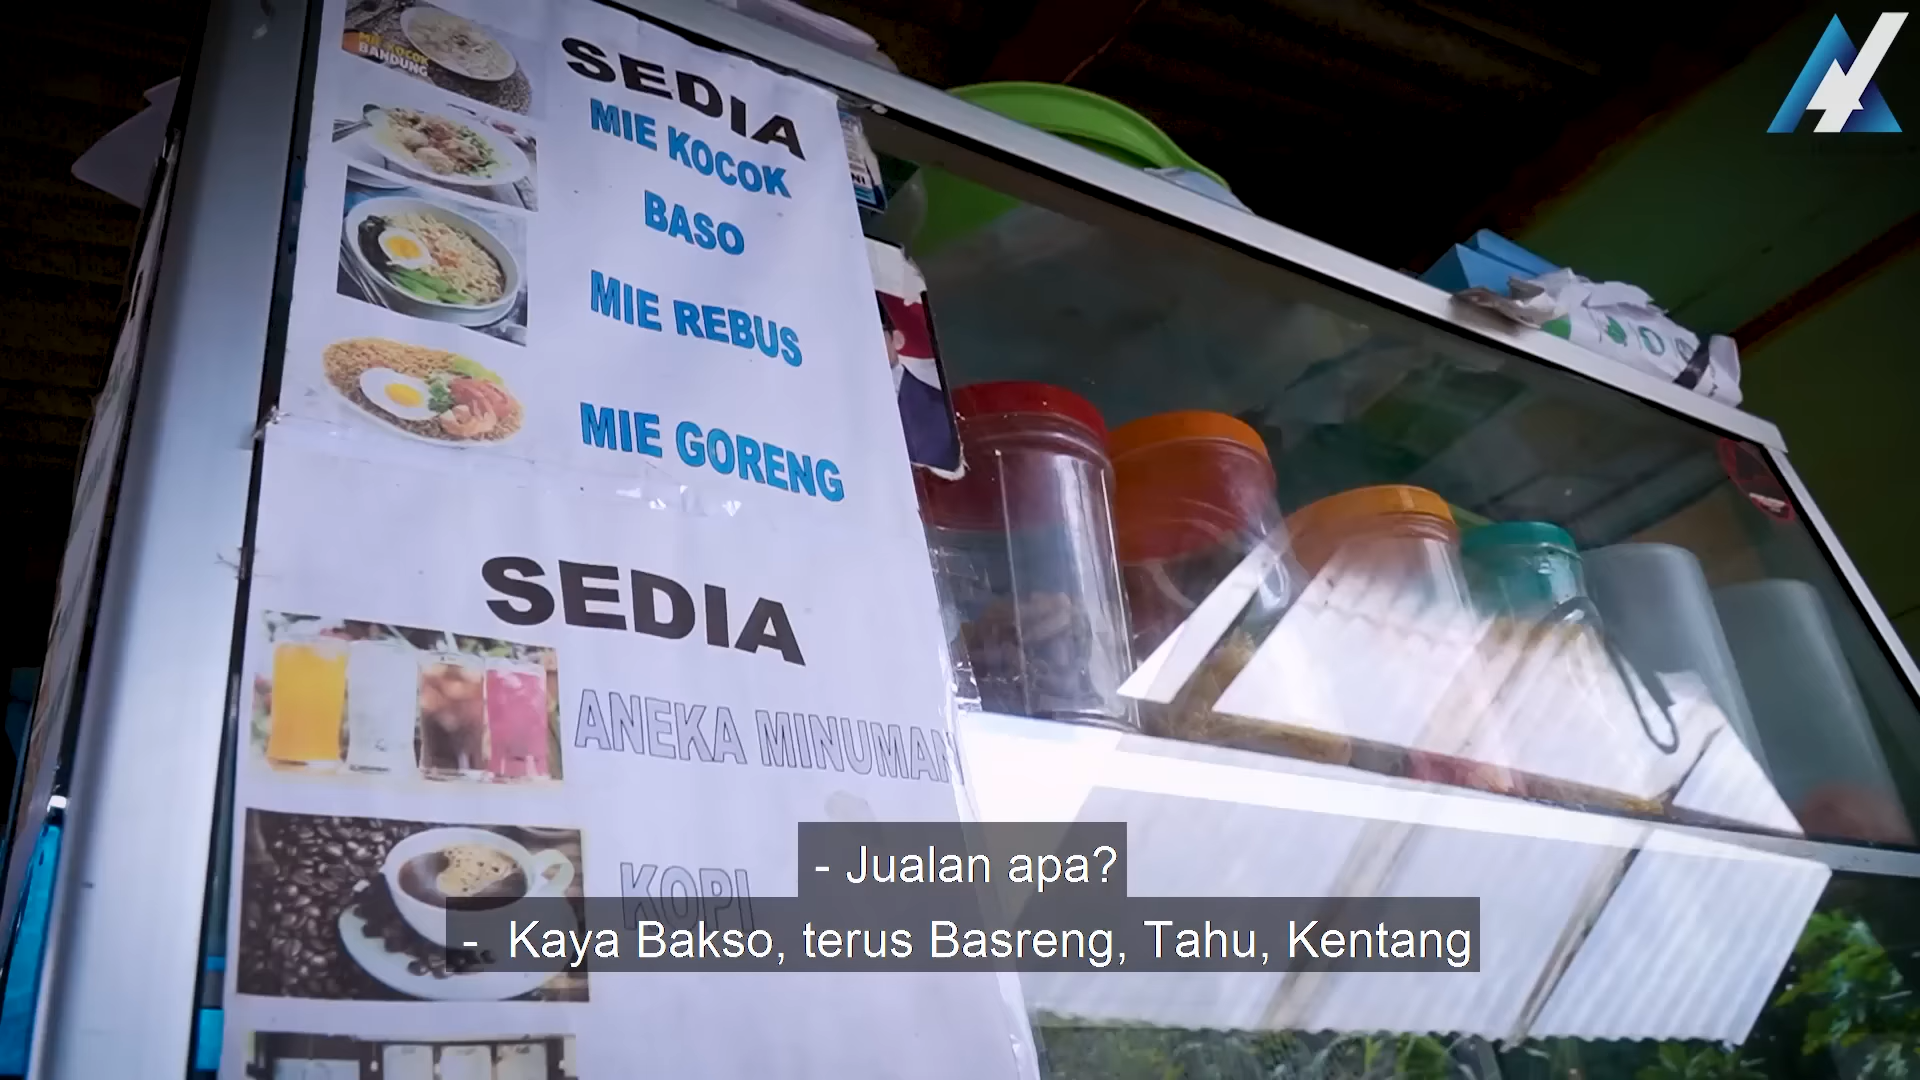 MIE KOCOK
BANDUNG
SEDIA
MIE KOCOK
BASO
MIE REBUS
MIE GORENG
SEDIA
ANEKA MINUMAN
KOPI
- Jualan apa?
- Kaya Bakso, terus Basreng, Tahu, Kentang